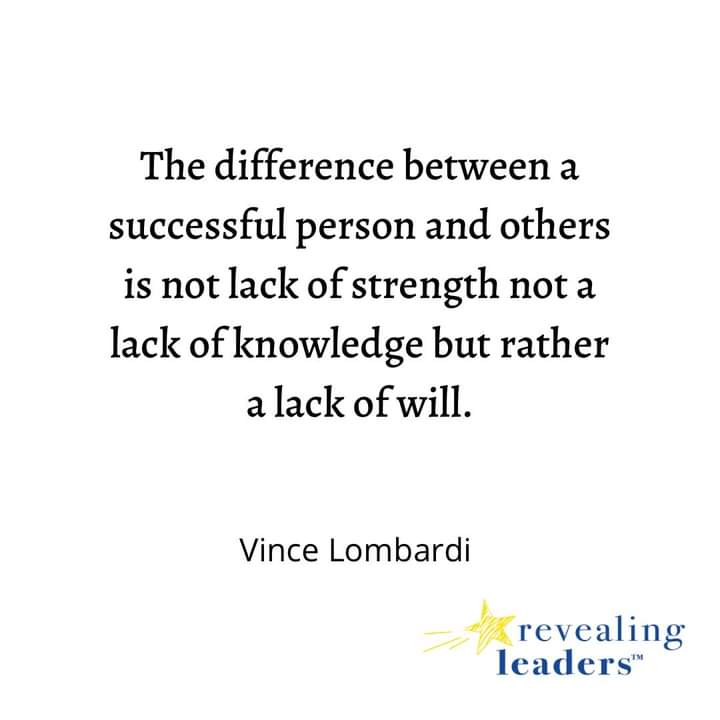 The difference between a
successful person and others
is not lack of strength not a
lack of knowledge but rather
a lack of will.
Vince Lombardi
revealing
leaders™